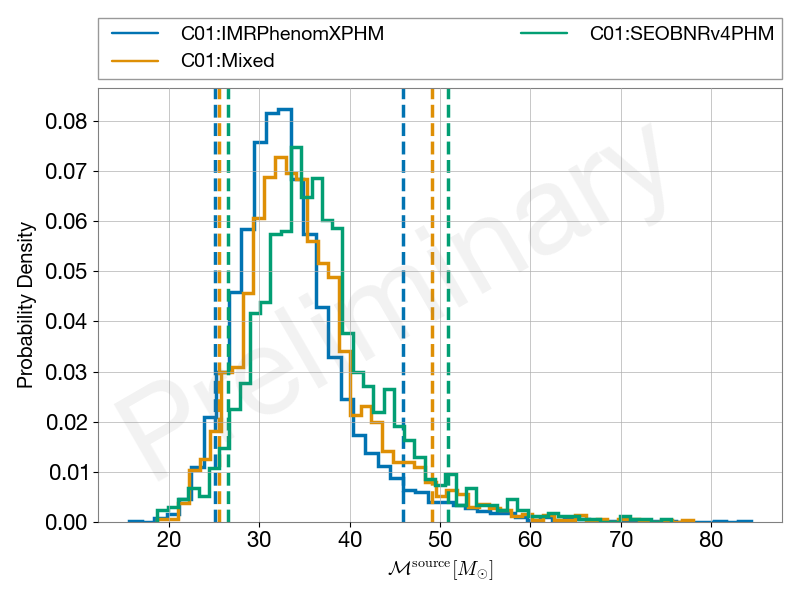 C01:IMRPhenomXPHM
C01:Mixed
C01:SEOBNRv4PHM
Preliminary
Probability Density
0.08
0.07
0.06
0.05
0.04
0.03
0.02
0.01
0.00
20 30 40 50 60 70 80
ℳ^source [M_⊙]